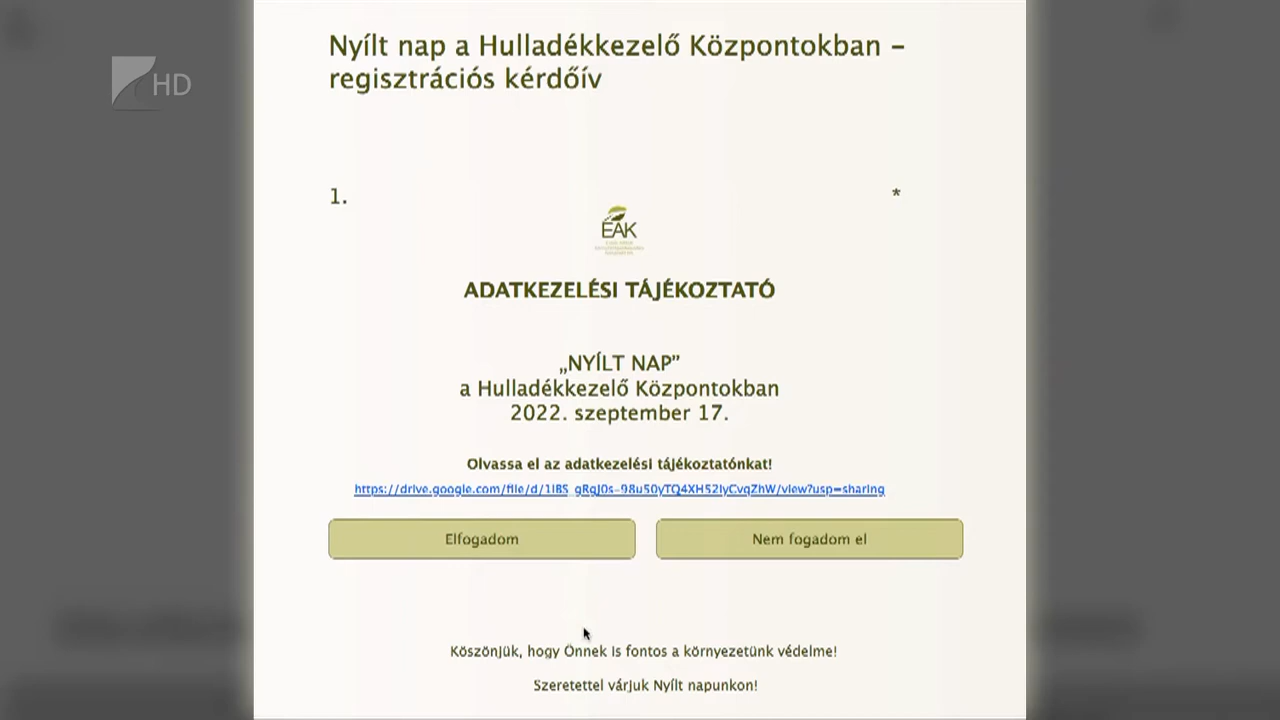 Nyílt nap a Hulladékkezelő Központokban –
regisztrációs kérdőív
HD
1.
*
ÉAK
ADATKEZELÉSI TÁJÉKOZTATÓ
„NYÍLT NAP”
a Hulladékkezelő Központokban
2022. szeptember 17.
Olvassa el az adatkezelési tájékoztatónkat!
Elfogadom
Nem fogadom el
Köszönjük, hogy Önnek is fontos a környezetünk védelme!
Szeretettel várjuk Nyílt napunkon!